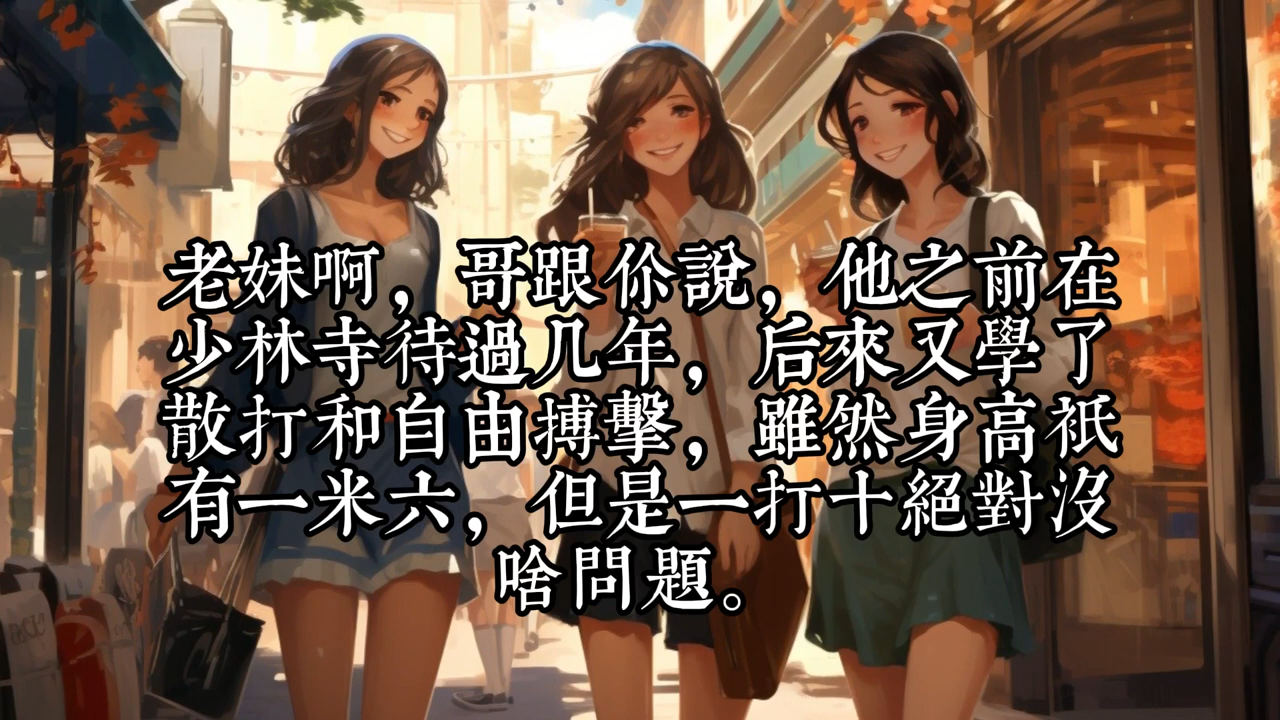 老妹啊，哥跟你說，他之前在
少林寺待過几年，后來又學了
散打和自由搏擊，雖然身高衹
有一米六，但是一打十絕對沒
啥問題。